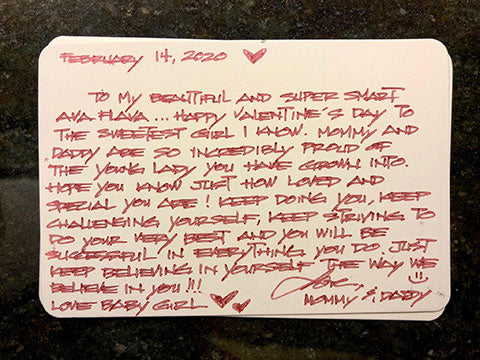 FEBRUARY 14, 2020 ♥
TO MY BEAUTIFUL AND SUPER SMART
AVA FLAVA ... HAPPY VALENTINE'S DAY TO
THE SWEETEST GIRL I KNOW. MOMMY AND
DADDY ARE SO INCREDIBLY PROUD OF
THE YOUNG LADY YOU HAVE GROWN INTO.
HOPE YOU KNOW JUST HOW LOVED AND
SPECIAL YOU ARE! KEEP DOING YOU, KEEP
CHALLENGING YOURSELF, KEEP STRIVING TO
DO YOUR VERY BEST AND YOU WILL BE
SUCCESSFUL IN EVERYTHING YOU DO. JUST
KEEP BELIEVING IN YOURSELF THE WAY WE
BELIEVE IN YOU!!!
LOVE BABY GIRL ♥♥
Love,
MOMMY & DADDY